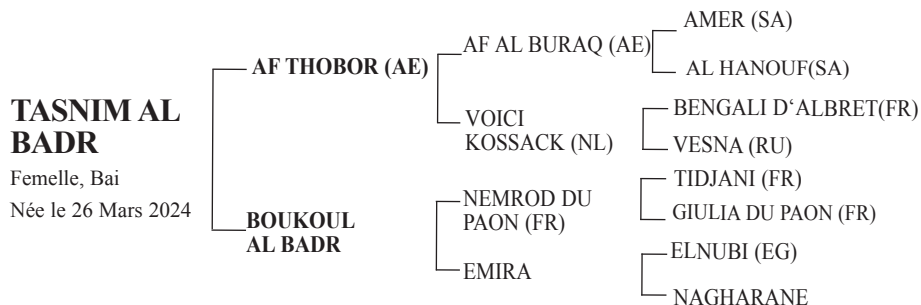 TASNIM AL
BADR
Femelle, Bai
Née le 26 Mars 2024
AF THOBOR (AE)
BOUKOUL
AL BADR
AF AL BURAQ (AE)
VOICI
KOSSACK (NL)
NEMROD DU
PAON (FR)
EMIRA
AMER (SA)
AL HANOUF(SA)
BENGALI D‘ALBRET(FR)
VESNA (RU)
TIDJANI (FR)
GIULIA DU PAON (FR)
ELNUBI (EG)
NAGHARANE